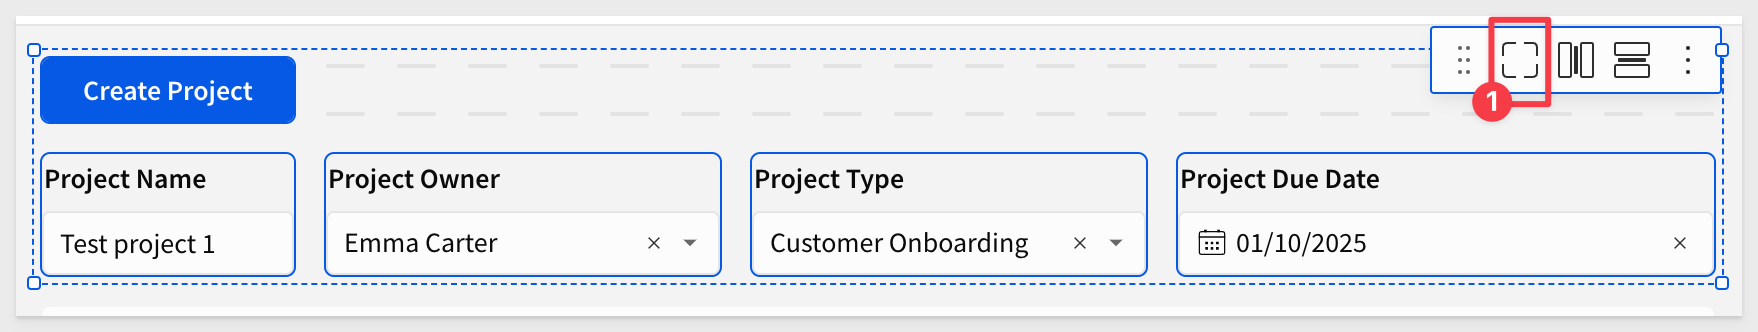 Create Project
1
Project Name
Project Owner
Project Type
Project Due Date
Test project 1
Emma Carter
Customer Onboarding
01/10/2025